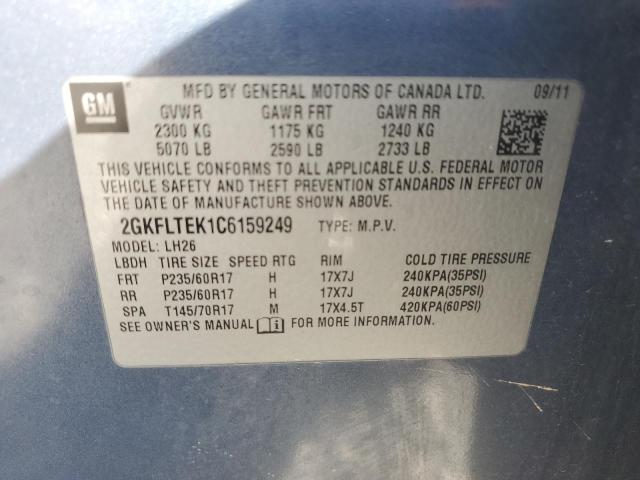 GM
MFD BY GENERAL MOTORS OF CANADA LTD. 09/11
GVWR GAWR FRT GAWR RR
2300 KG 1175 KG 1240 KG
5070 LB 2590 LB 2733 LB
THIS VEHICLE CONFORMS TO ALL APPLICABLE U.S. FEDERAL MOTOR
VEHICLE SAFETY AND THEFT PREVENTION STANDARDS IN EFFECT ON
THE DATE OF MANUFACTURE SHOWN ABOVE.
2GKFLTEK1C6159249 TYPE: M.P.V.
MODEL: LH26
LBDH TIRE SIZE SPEED RTG RIM COLD TIRE PRESSURE
FRT P235/60R17 H 17X7J 240KPA(35PSI)
RR P235/60R17 H 17X7J 240KPA(35PSI)
SPA T145/70R17 M 17X4.5T 420KPA(60PSI)
SEE OWNER'S MANUAL FOR MORE INFORMATION.